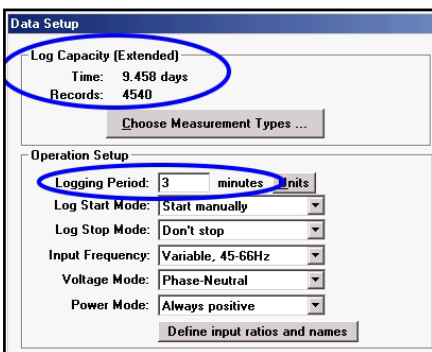 Data Setup
Log Capacity (Extended)
Time: 9.458 days
Records: 4540
Choose Measurement Types ...
Operation Setup
Logging Period: 3 minutes Units
Log Start Mode: Start manually
Log Stop Mode: Don't stop
Input Frequency: Variable, 45-66Hz
Voltage Mode: Phase-Neutral
Power Mode: Always positive
Define input ratios and names